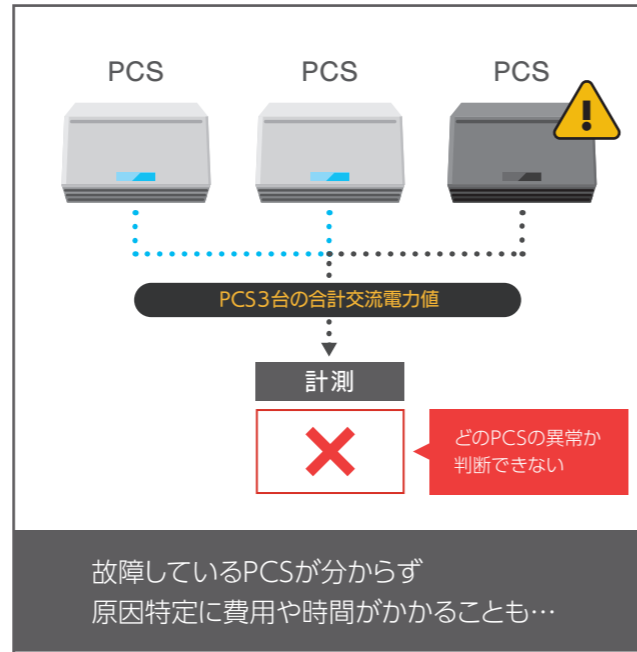 PCS
PCS
PCS
PCS3台の合計交流電力値
計測
どのPCSの異常か
判断できない
故障しているPCSが分からず
原因特定に費用や時間がかかることも…